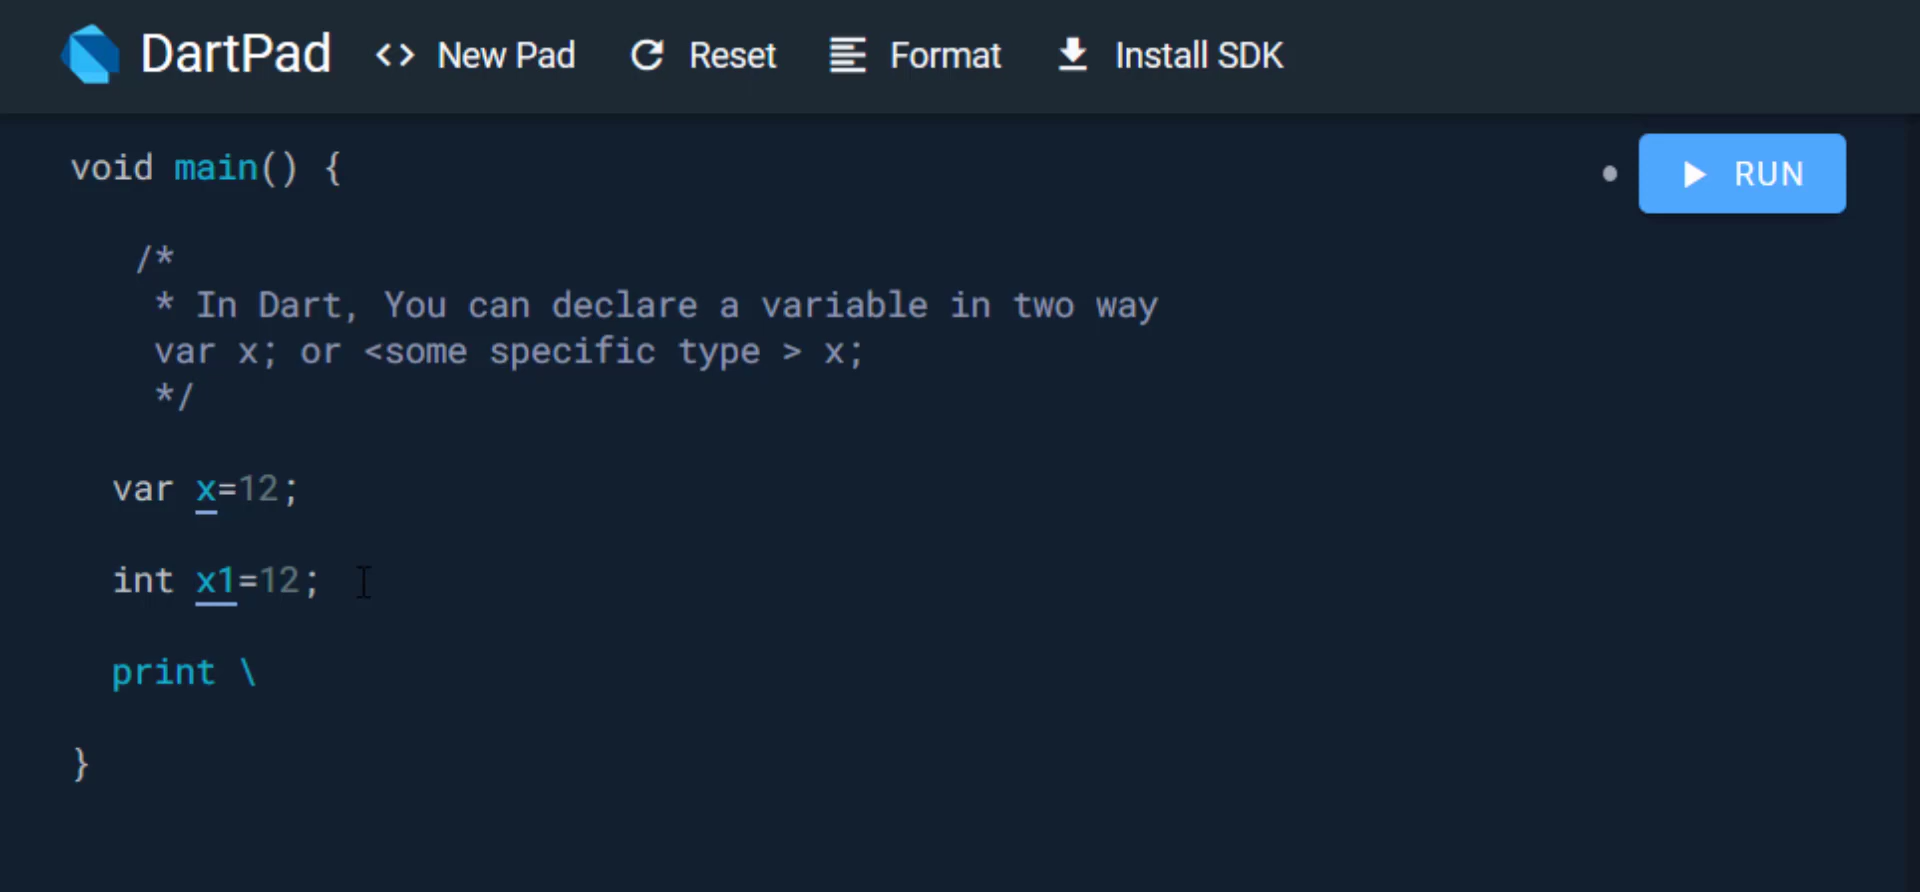 DartPad <> New Pad Reset Format Install SDK
void main() {
RUN
/*
* In Dart, You can declare a variable in two way
var x; or <some specific type > x;
*/
var x=12;
int x1=12;
print \
}